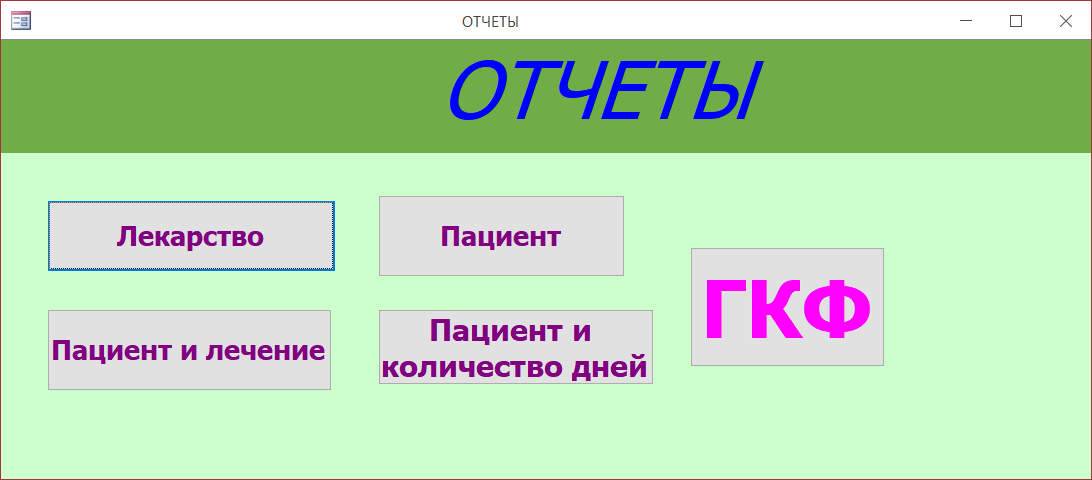 ОТЧЕТЫ
ОТЧЕТЫ
Лекарство
Пациент
ГКФ
Пациент и лечение
Пациент и
количество дней